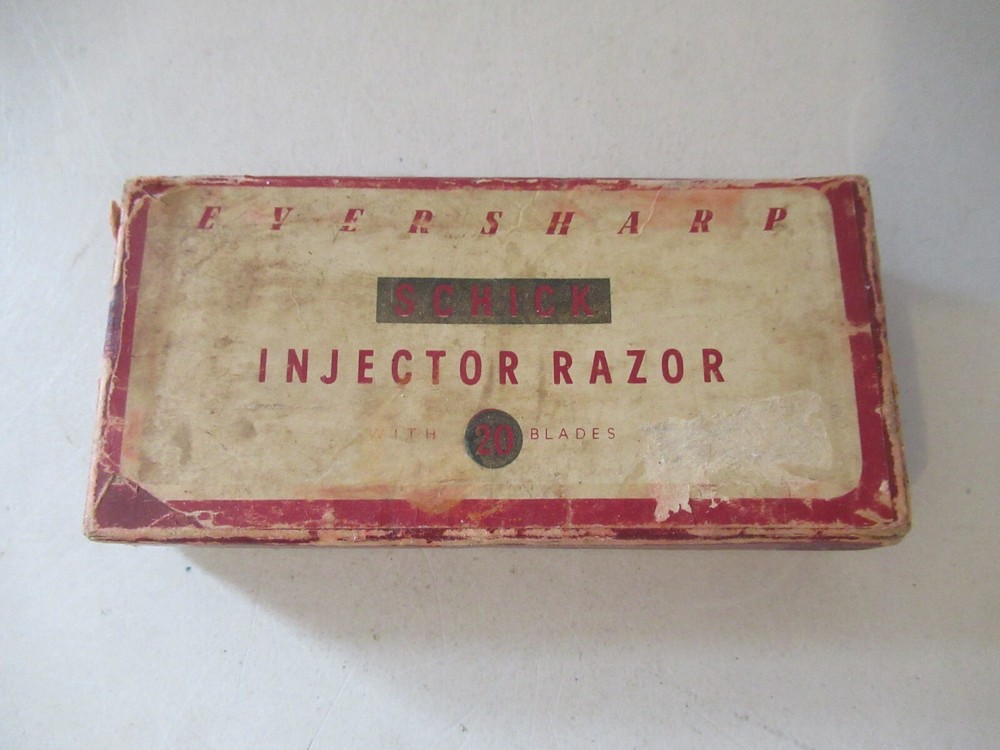 EVERSHARP
SCHICK
INJECTOR RAZOR
WITH 20 BLADES